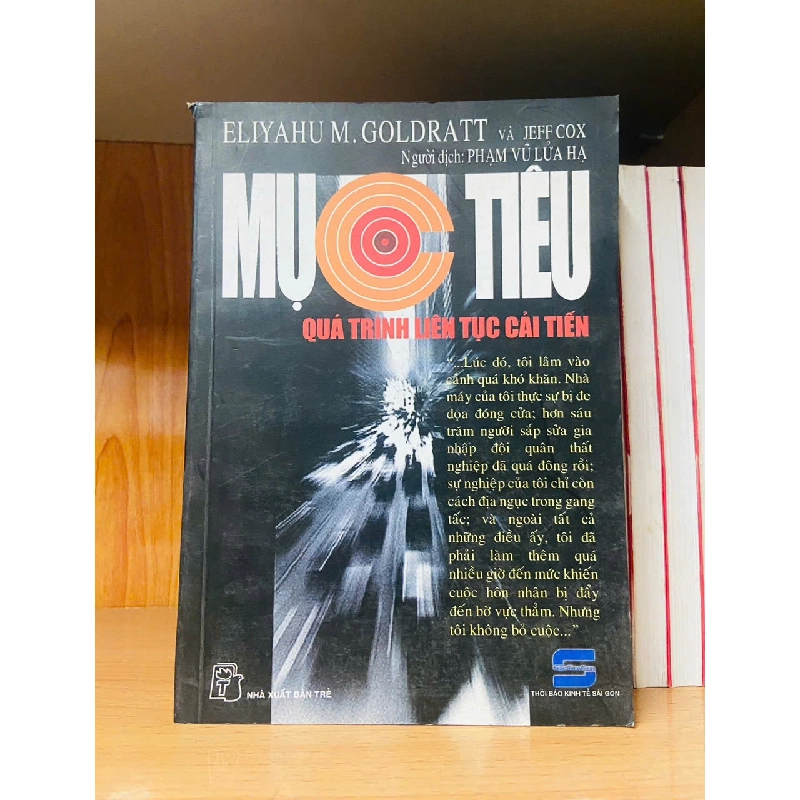 ELIYAHU M. GOLDRATT VÀ JEFF COX
Người dịch: PHẠM VŨ LỬA HẠ
MỤC TIÊU
QUÁ TRÌNH LIÊN TỤC CẢI TIẾN
“...Lúc đó, tôi lâm vào
cảnh quá khó khăn. Nhà
máy của tôi thực sự bị đe
dọa đóng cửa; hơn sáu
trăm người sắp sửa gia
nhập đội quân thất
nghiệp đã quá đông rồi;
sự nghiệp của tôi chỉ còn
cách địa ngục trong gang
tấc; và ngoài tất cả
những điều ấy, tôi đã
phải làm thêm quá
nhiều giờ đến mức khiến
cuộc hôn nhân bị đẩy
đến bờ vực thẳm. Nhưng
tôi không bỏ cuộc...”
NHÀ XUẤT BẢN TRẺ
THỜI BÁO KINH TẾ SÀI GÒN